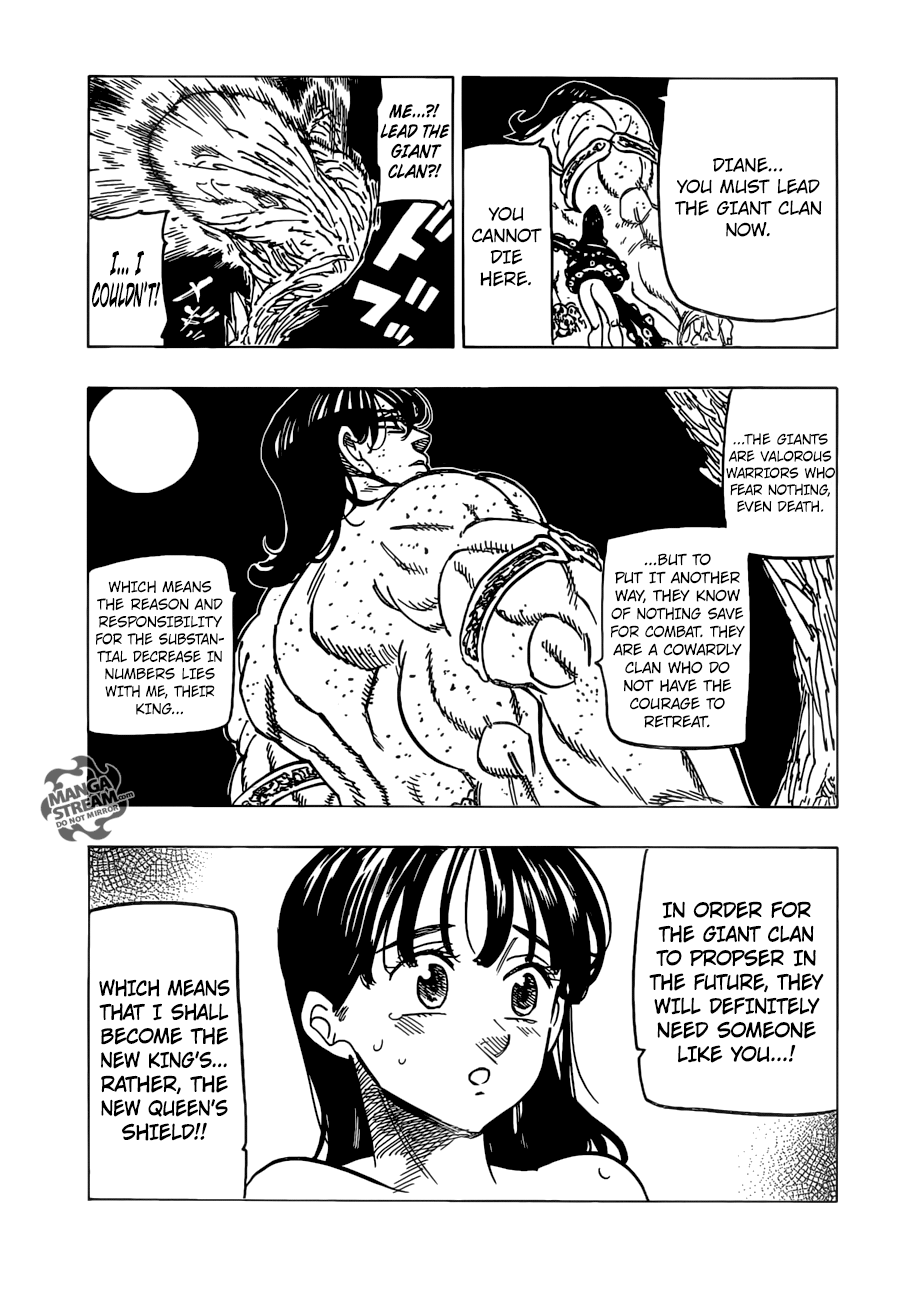 DIANE...
YOU MUST LEAD
THE GIANT CLAN
NOW.
YOU
CANNOT
DIE
HERE.
ME...?!
LEAD THE
GIANT
CLAN?!
I... I
COULDN'T!
...THE GIANTS
ARE VALOROUS
WARRIORS WHO
FEAR NOTHING,
EVEN DEATH.
...BUT TO
PUT IT ANOTHER
WAY, THEY KNOW
OF NOTHING SAVE
FOR COMBAT. THEY
ARE A COWARDLY
CLAN WHO DO
NOT HAVE THE
COURAGE TO
RETREAT.
WHICH MEANS
THE REASON AND
RESPONSIBILITY
FOR THE SUBSTAN-
TIAL DECREASE IN
NUMBERS LIES
WITH ME, THEIR
KING...
MANGA
STREAM.com
DO NOT MIRROR
IN ORDER FOR
THE GIANT CLAN
TO PROPSER IN
THE FUTURE, THEY
WILL DEFINITELY
NEED SOMEONE
LIKE YOU...!
WHICH MEANS
THAT I SHALL
BECOME THE
NEW KING'S...
RATHER, THE
NEW QUEEN'S
SHIELD!!